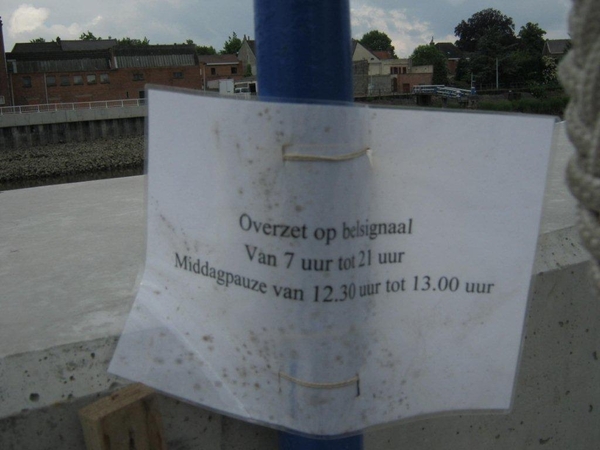 Overzet op belsignaal
Van 7 uur tot 21 uur
Middagpauze van 12.30 uur tot 13.00 uur